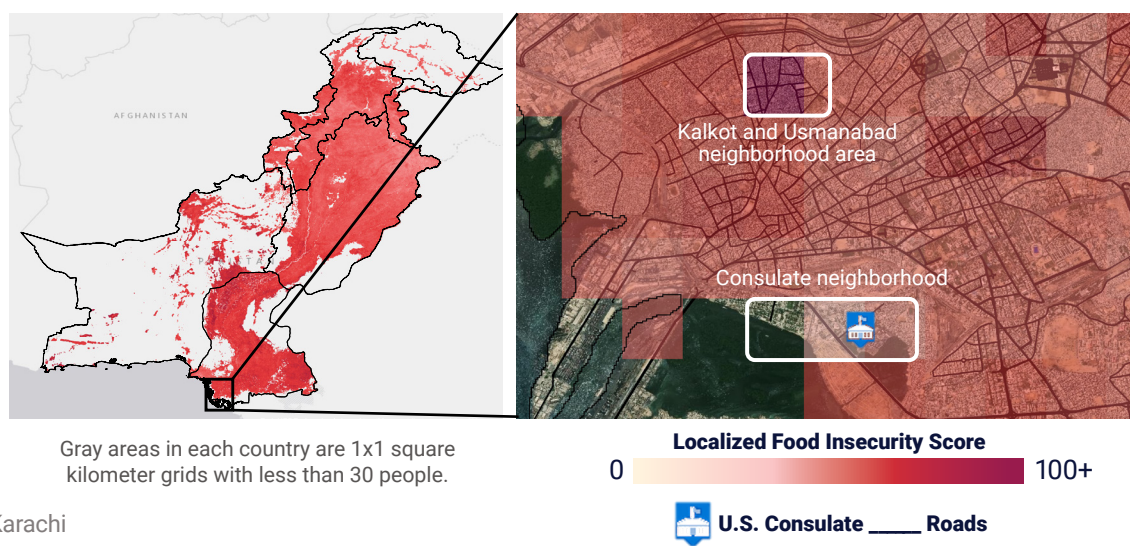 AFGHANISTAN
Kalkot and Usmanabad
neighborhood area
Consulate neighborhood
Gray areas in each country are 1x1 square
kilometer grids with less than 30 people.
Localized Food Insecurity Score
0
100+
U.S. Consulate _____ Roads